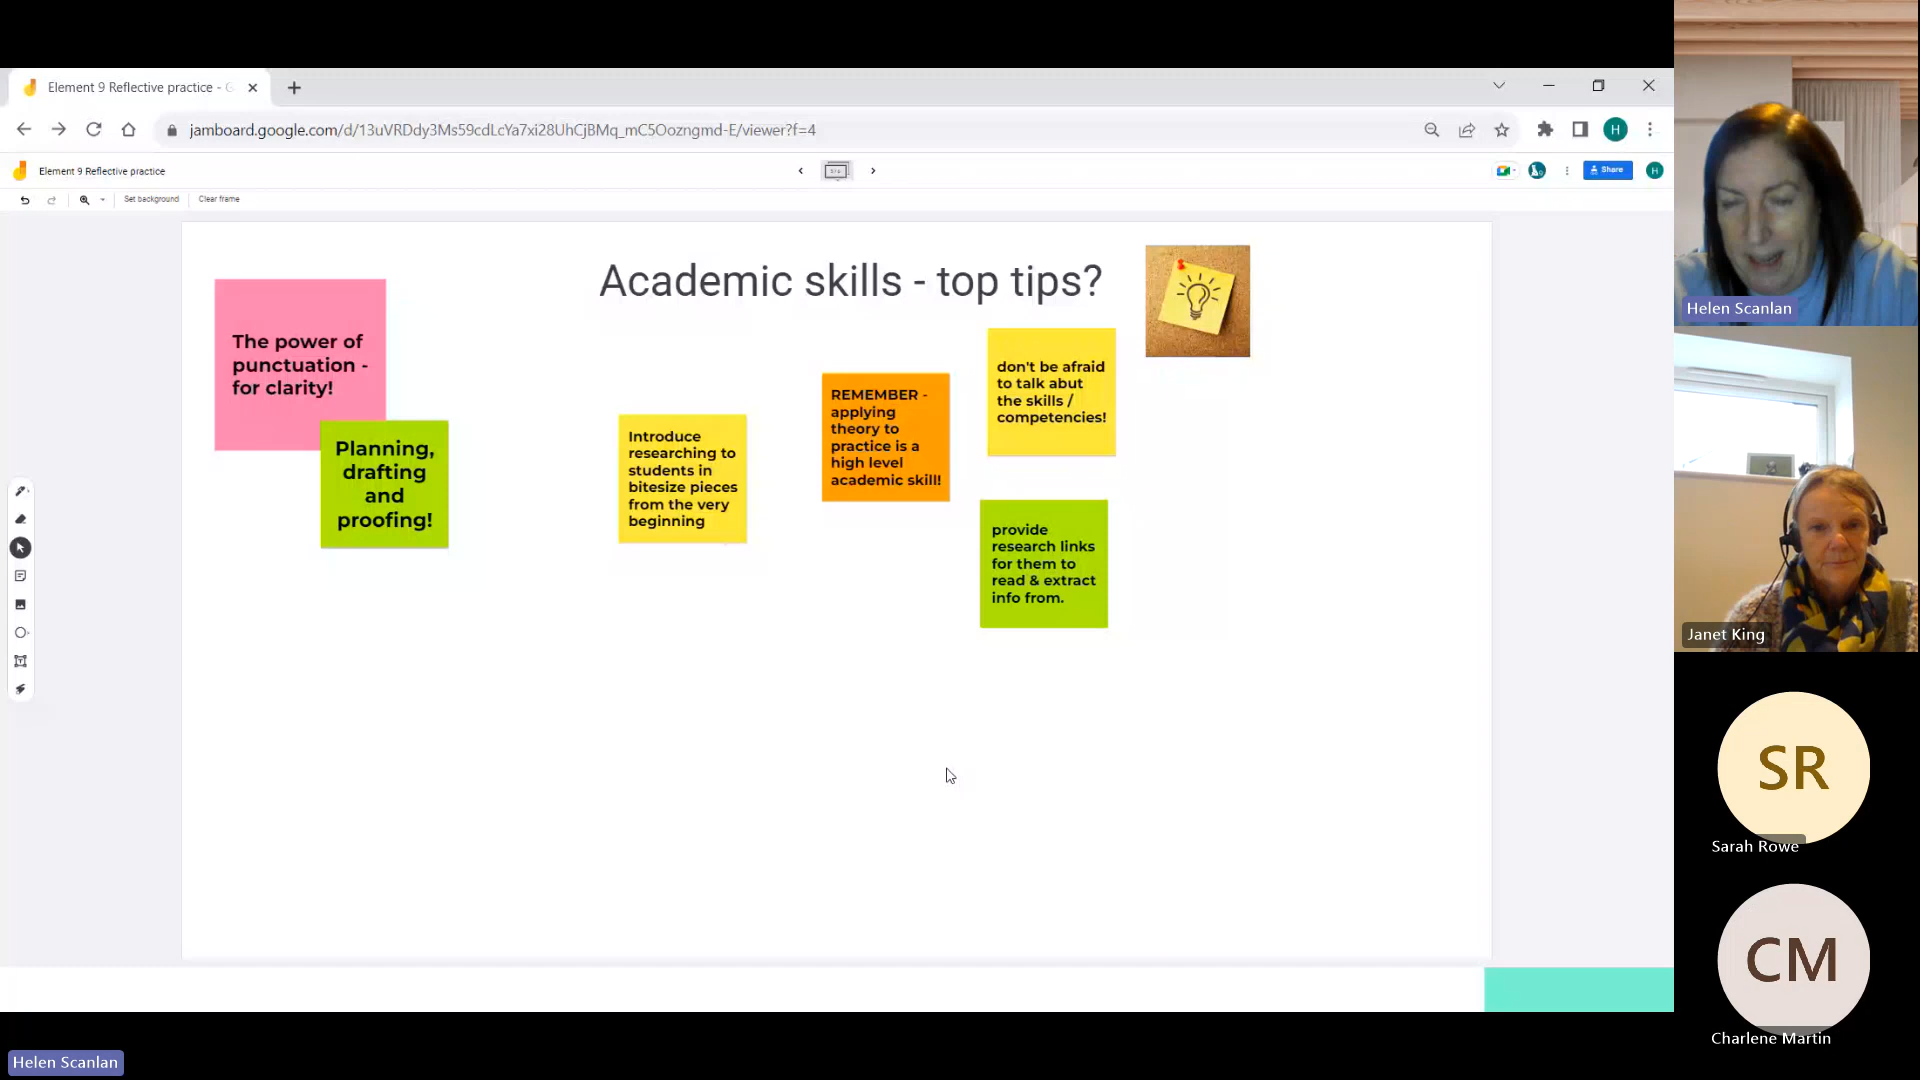 Element 9 Reflective practice - G
jamboard.google.com/d/13uVRDdy3Ms59cdLcYa7xi28UhCjBMq_mC5Oozngmd-E/viewer?f=4
H
Element 9 Reflective practice
Share
H
Set background
Clear frame
Academic skills - top tips?
The power of
punctuation -
for clarity!
Planning,
drafting
and
proofing!
Introduce
researching to
students in
bitesize pieces
from the very
beginning
REMEMBER -
applying
theory to
practice is a
high level
academic skill!
don't be afraid
to talk abut
the skills /
competencies!
provide
research links
for them to
read & extract
info from.
Helen Scanlan
Janet King
SR
Sarah Rowe
CM
Charlene Martin
Helen Scanlan